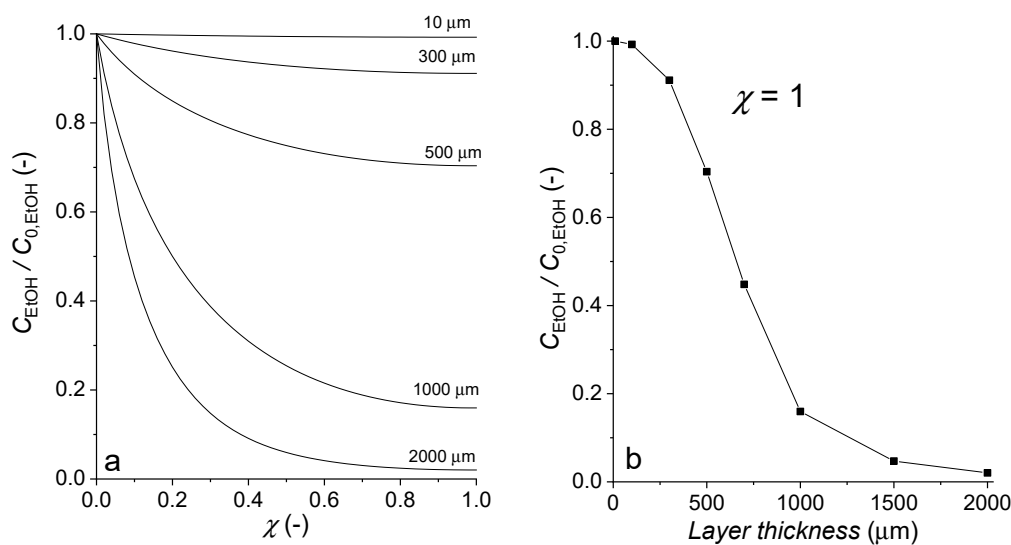 10 μm
300 μm
500 μm
1000 μm
2000 μm
1.0
0.8
0.6
0.4
0.2
0.0
0.0 0.2 0.4 0.6 0.8 1.0
C_EtOH / C_0,EtOH (-)
χ (-)
a
χ = 1
1.0
0.8
0.6
0.4
0.2
0.0
0 500 1000 1500 2000
C_EtOH / C_0,EtOH (-)
Layer thickness (μm)
b